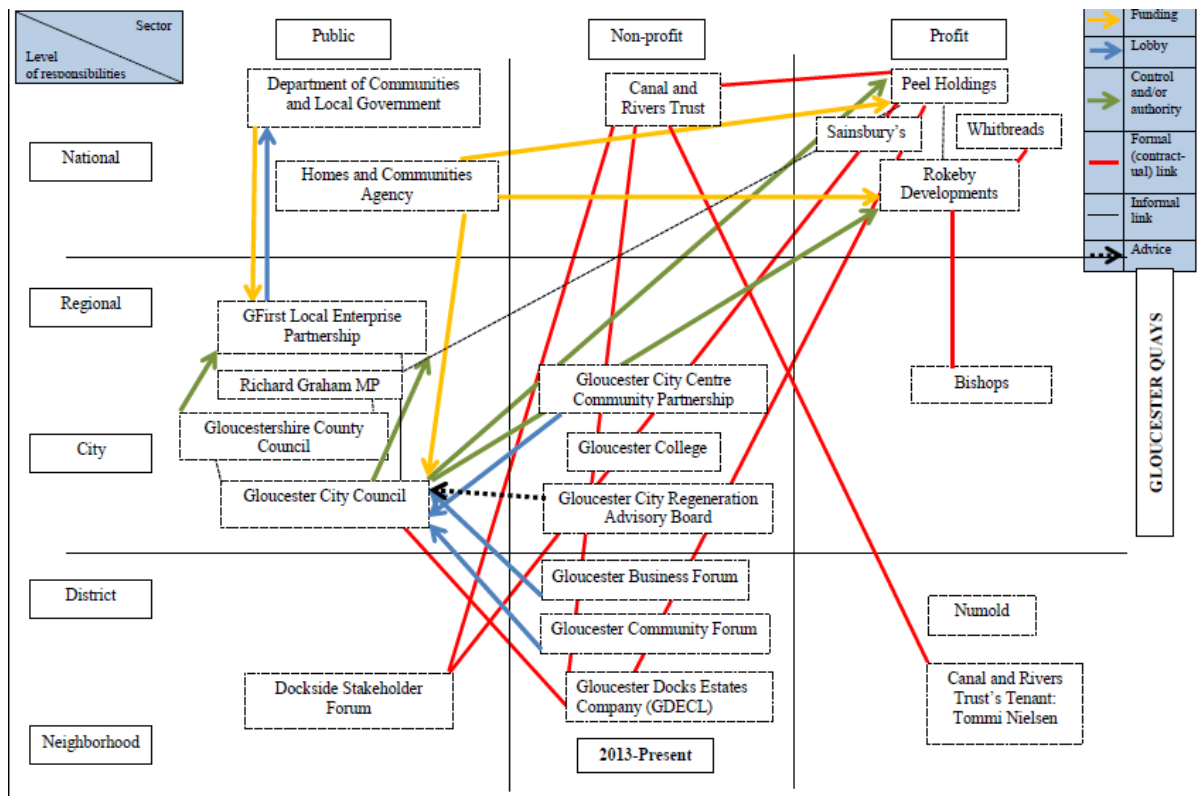 Sector
Level
of responsibilities
Public
Non-profit
Profit
Funding
Lobby
Control
and/or
authority
Formal
(contract-
ual) link
Informal
link
Advice
National
Department of Communities
and Local Government
Canal and
Rivers Trust
Peel Holdings
Sainsbury's
Whitbreads
Homes and Communities
Agency
Rokeby
Developments
Regional
GFirst Local Enterprise
Partnership
Richard Graham MP
Gloucester City Centre
Community Partnership
Bishops
GLOUCESTER QUAYS
City
Gloucestershire County
Council
Gloucester College
Gloucester City Council
Gloucester City Regeneration
Advisory Board
District
Gloucester Business Forum
Numold
Gloucester Community Forum
Dockside Stakeholder
Forum
Gloucester Docks Estates
Company (GDECL)
Canal and Rivers
Trust's Tenant:
Tommi Nielsen
Neighborhood
2013-Present